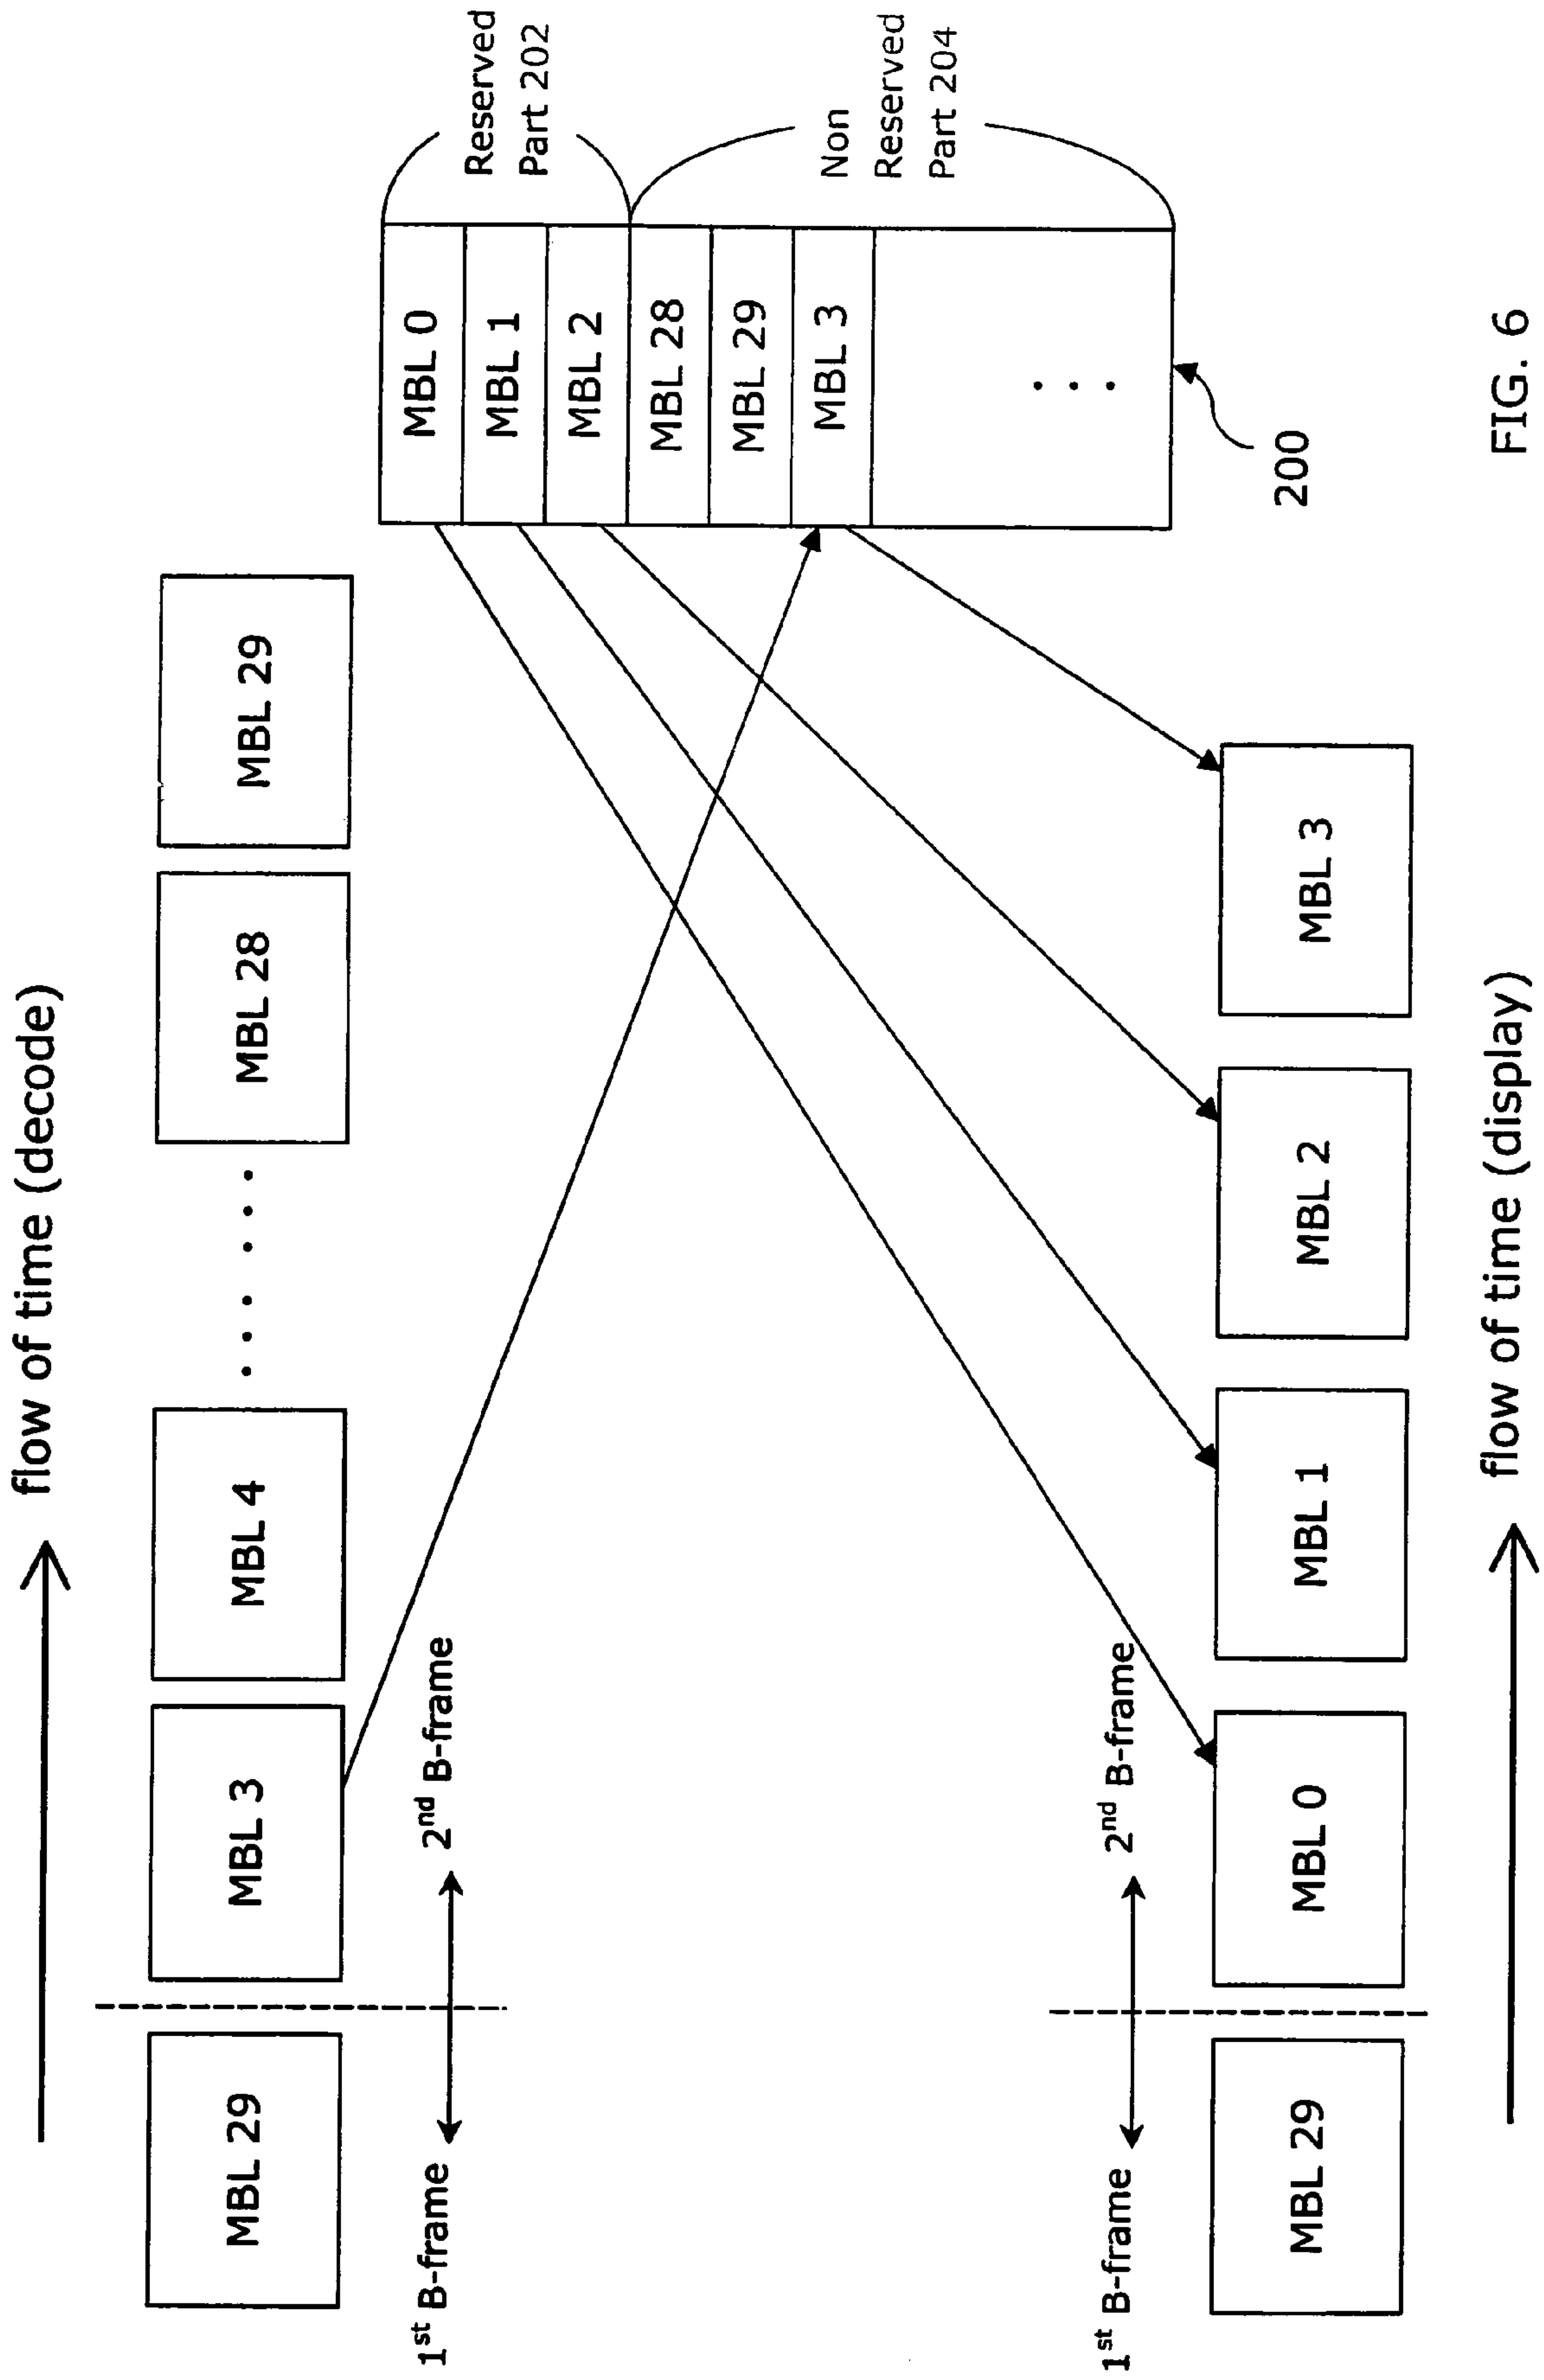 flow of time (decode)
MBL 29
MBL 3
MBL 4
MBL 28
MBL 29
1st B-frame
2nd B-frame
MBL 0
MBL 1
MBL 2
MBL 28
MBL 29
MBL 3
Reserved
Part 202
Non
Reserved
Part 204
200
1st B-frame
2nd B-frame
MBL 29
MBL 0
MBL 1
MBL 2
MBL 3
flow of time (display)
FIG. 6